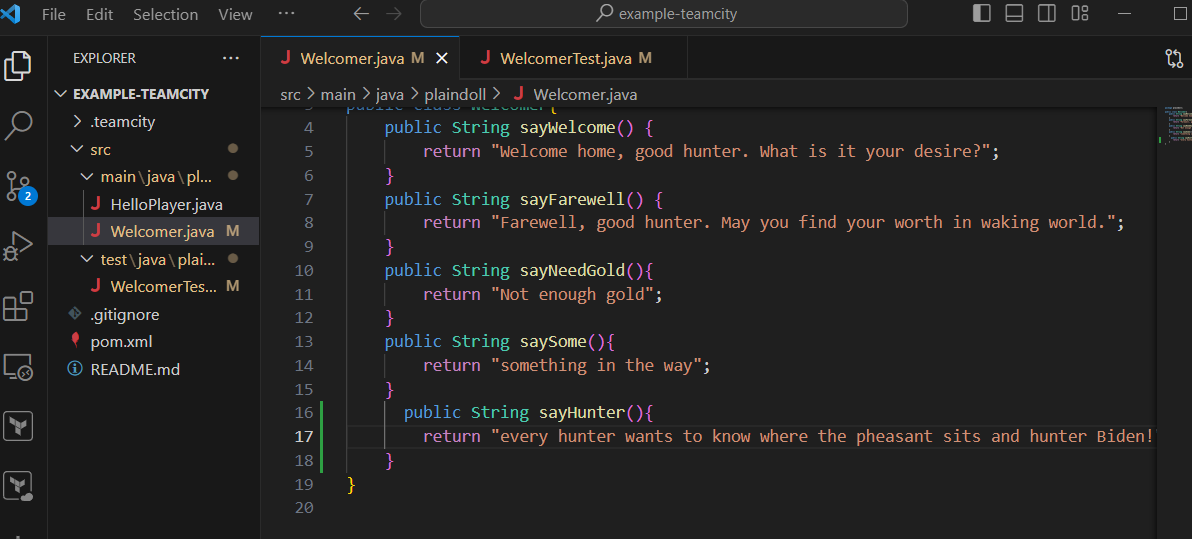 File Edit Selection View ··· example-teamcity
EXPLORER ···
Welcomer.java M
WelcomerTest.java M
EXAMPLE-TEAMCITY
src > main > java > plaindoll > J Welcomer.java
.teamcity
src
main\java\pl...
HelloPlayer.java
Welcomer.java M
test\java\plai...
WelcomerTes... M
.gitignore
pom.xml
README.md
2
3 public class Welcomer{
4 public String sayWelcome() {
5 return "Welcome home, good hunter. What is it your desire?";
6 }
7 public String sayFarewell() {
8 return "Farewell, good hunter. May you find your worth in waking world.";
9 }
10 public String sayNeedGold(){
11 return "Not enough gold";
12 }
13 public String saySome(){
14 return "something in the way";
15 }
16 public String sayHunter(){
17 return "every hunter wants to know where the pheasant sits and hunter Biden!
18 }
19 }
20